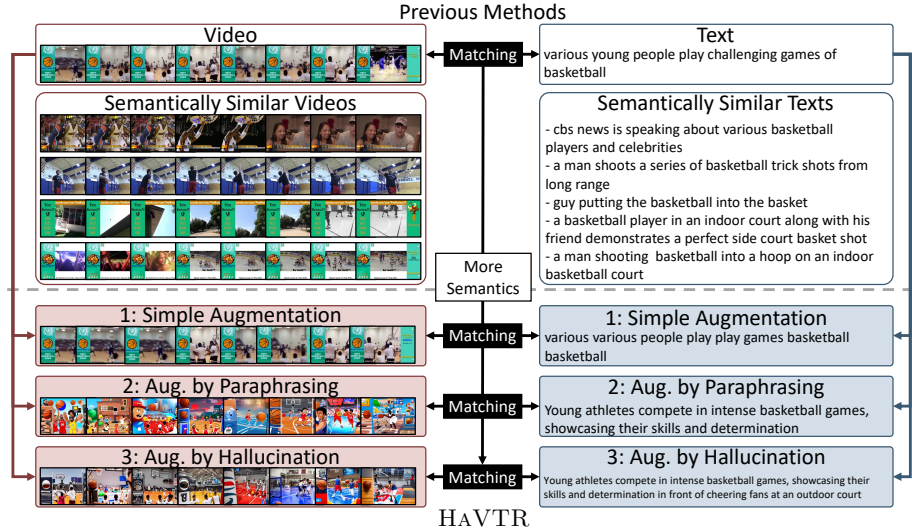 Previous Methods
Video
Matching
Text
various young people play challenging games of
basketball
Semantically Similar Videos
Semantically Similar Texts
- cbs news is speaking about various basketball
players and celebrities
- a man shoots a series of basketball trick shots from
long range
- guy putting the basketball into the basket
- a basketball player in an indoor court along with his
friend demonstrates a perfect side court basket shot
- a man shooting basketball into a hoop on an indoor
basketball court
More
Semantics
1: Simple Augmentation
Matching
1: Simple Augmentation
various various people play play games basketball
basketball
2: Aug. by Paraphrasing
Matching
2: Aug. by Paraphrasing
Young athletes compete in intense basketball games,
showcasing their skills and determination
3: Aug. by Hallucination
Matching
3: Aug. by Hallucination
Young athletes compete in intense basketball games, showcasing their
skills and determination in front of cheering fans at an outdoor court
HAVTR